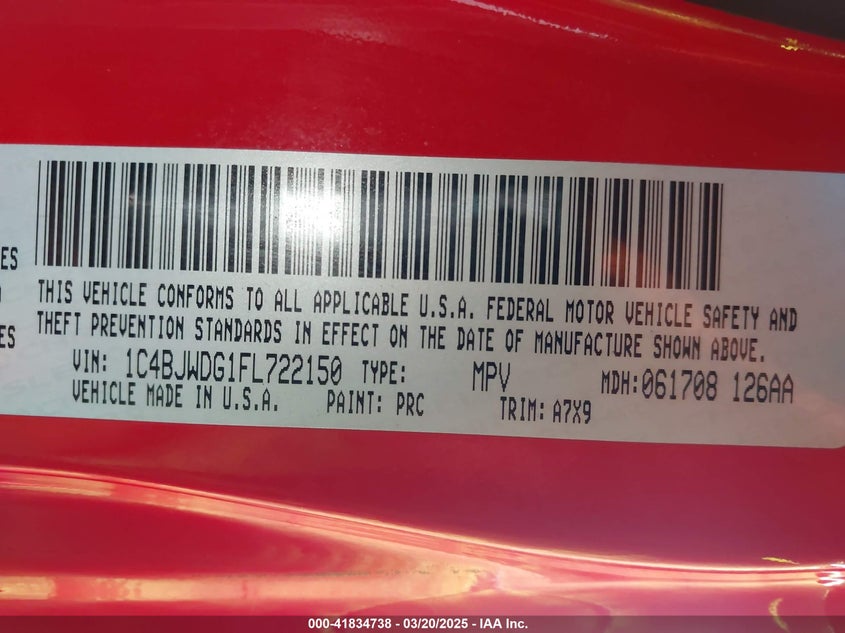 ES
THIS VEHICLE CONFORMS TO ALL APPLICABLE U.S.A. FEDERAL MOTOR VEHICLE SAFETY AND
ES THEFT PREVENTION STANDARDS IN EFFECT ON THE DATE OF MANUFACTURE SHOWN ABOVE.
VIN: 1C4BJWDG1FL722150 TYPE: MPV MDH:061708 126AA
VEHICLE MADE IN U.S.A. PAINT: PRC TRIM: A7X9
000-41834738 - 03/20/2025 - IAA Inc.